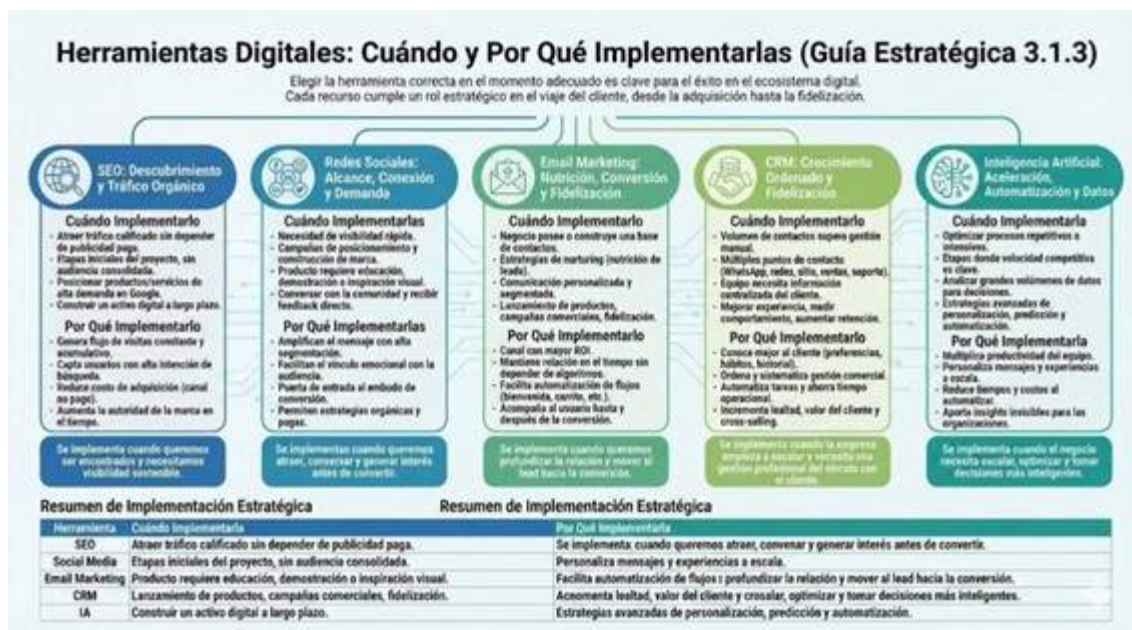 Herramientas Digitales: Cuándo y Por Qué Implementarlas (Guía Estratégica 3.1.3)
Elegir la herramienta correcta en el momento adecuado es clave para el éxito en el ecosistema digital.
Cada recurso cumple un rol estratégico en el viaje del cliente, desde la adquisición hasta la fidelización.
SEO: Descubrimiento
y Tráfico Orgánico
Cuándo Implementarlo
- Atraer tráfico calificado sin depender
de publicidad paga.
- Etapas iniciales del proyecto, sin
audiencia consolidada.
- Posicionar productos/servicios de
alta demanda en Google.
- Construir un activo digital a largo plazo.
Por Qué Implementarlo
- Genera flujo de visitas constante y
acumulativo.
- Capta usuarios con alta intención de
búsqueda.
- Reduce costo de adquisición (canal
no pago).
- Aumenta la autoridad de la marca en
el tiempo.
Se implementa cuando queremos
ser encontrados y necesitamos
visibilidad sostenible.
Redes Sociales:
Alcance, Conexión
y Demanda
Cuándo Implementarlas
- Necesidad de visibilidad rápida.
- Campañas de posicionamiento y
construcción de marca.
- Producto requiere educación,
demostración o inspiración visual.
- Conversar con la comunidad y recibir
feedback directo.
Por Qué Implementarlas
- Amplifican el mensaje con alta
segmentación.
- Facilitan el vínculo emocional con la
audiencia.
- Puerta de entrada al embudo de
conversión.
- Permiten estrategias orgánicas y
pagas.
Se implementan cuando queremos
atraer, conversar y generar interés
antes de convertir.
Email Marketing:
Nutrición, Conversión
y Fidelización
Cuándo Implementarlo
- Negocio posee o construye una base
de contactos.
- Estrategias de nurturing (nutrición de
leads).
- Comunicación personalizada y
segmentada.
- Lanzamiento de productos,
campañas comerciales, fidelización.
Por Qué Implementarlo
- Canal con mayor ROI.
- Mantiene relación en el tiempo sin
depender de algoritmos.
- Facilita automatización de flujos
(bienvenida, carrito, etc.).
- Acompaña al usuario hasta y
después de la conversión.
Se implementa cuando queremos
profundizar la relación y mover al
lead hacia la conversión.
CRM: Crecimiento
Ordenado y
Fidelización
Cuándo Implementarlo
- Volumen de contactos supera gestión
manual.
- Múltiples puntos de contacto
(WhatsApp, redes, sitio, ventas, soporte).
- Equipo necesita información
centralizada del cliente.
- Mejorar experiencia, medir
comportamiento, aumentar retención.
Por Qué Implementarlo
- Conoce mejor al cliente (preferencias,
hábitos, historial).
- Ordena y sistematiza gestión comercial.
- Automatiza tareas y ahorra tiempo
operacional.
- Incrementa lealtad, valor del cliente y
cross-selling.
Se implementa cuando la empresa
empieza a escalar y necesita una
gestión profesional del vínculo con
el cliente.
Inteligencia Artificial:
Aceleración,
Automatización y Datos
Cuándo Implementarla
- Optimizar procesos repetitivos o
intensivos.
- Etapas donde velocidad competitiva
es clave.
- Analizar grandes volúmenes de datos
para decisiones.
- Estrategias avanzadas de
personalización, predicción y
automatización.
Por Qué Implementarla
- Multiplica productividad del equipo.
- Personaliza mensajes y experiencias
a escala.
- Reduce tiempos y costos al
automatizar.
- Aporta insights invisibles para las
organizaciones.
Se implementa cuando el negocio
necesita escalar, optimizar y tomar
decisiones más inteligentes.
Resumen de Implementación Estratégica Resumen de Implementación Estratégica
Herramienta Cuándo Implementarla Por Qué Implementarla
SEO Atraer tráfico calificado sin depender de publicidad paga. Se implementa: cuando queremos atraer, convenar y generar interés antes de convertir.
Social Media Etapas iniciales del proyecto, sin audiencia consolidada. Personaliza mensajes y experiencias a escala.
Email Marketing Producto requiere educación, demostración o inspiración visual. Facilita automatización de flujos : profundizar la relación y mover al lead hacia la conversión.
CRM Lanzamiento de productos, campañas comerciales, fidelización. Acnomenta lealtad, valor del cliente y crosalar, optimizar y tomar decisiones más inteligentes.
IA Construir un activo digital a largo plazo. Estrategias avanzadas de personalización, predicción y automatización.